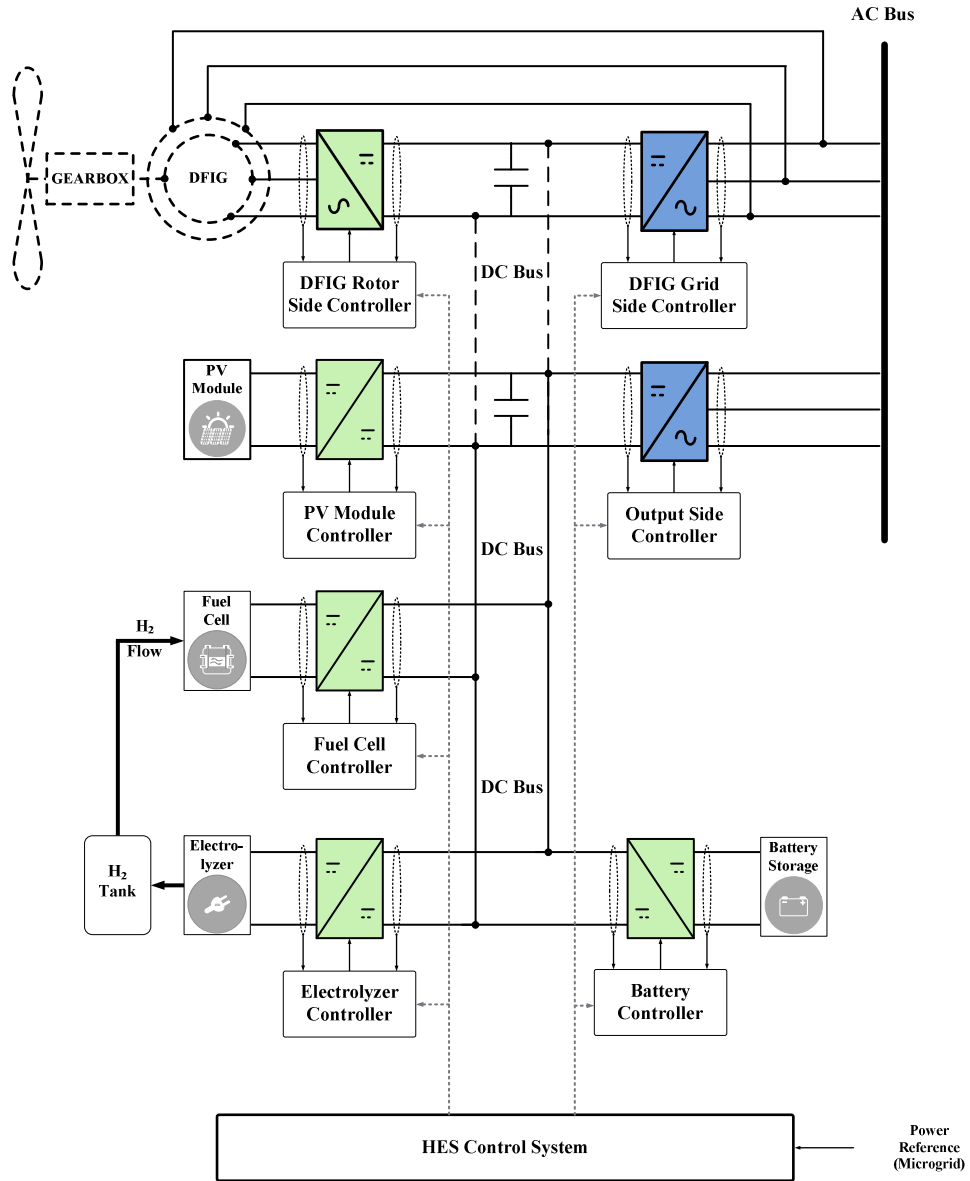 AC Bus
GEARBOX
DFIG
DC Bus
DFIG Rotor
Side Controller
DFIG Grid
Side Controller
PV
Module
PV Module
Controller
Output Side
Controller
DC Bus
Fuel
Cell
H₂
Flow
Fuel Cell
Controller
DC Bus
Electro-
lyzer
H₂
Tank
Battery
Storage
Electrolyzer
Controller
Battery
Controller
HES Control System
Power
Reference
(Microgrid)